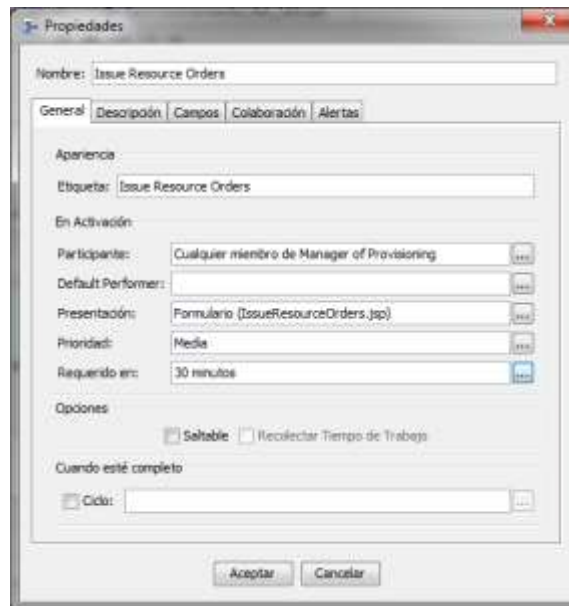 Propiedades
Nombre: Issue Resource Orders
General Descripción Campos Colaboración Alertas
Apariencia
Etiqueta: Issue Resource Orders
En Activación
Participante: Cualquier miembro de Manager of Provisioning ...
Default Performer: ...
Presentación: Formulario (IssueResourceOrders.jsp) ...
Prioridad: Media ...
Requerido en: 30 minutos ...
Opciones
Saltable Recolectar Tiempo de Trabajo
Cuando esté completo
Ciclo: ...
Aceptar Cancelar